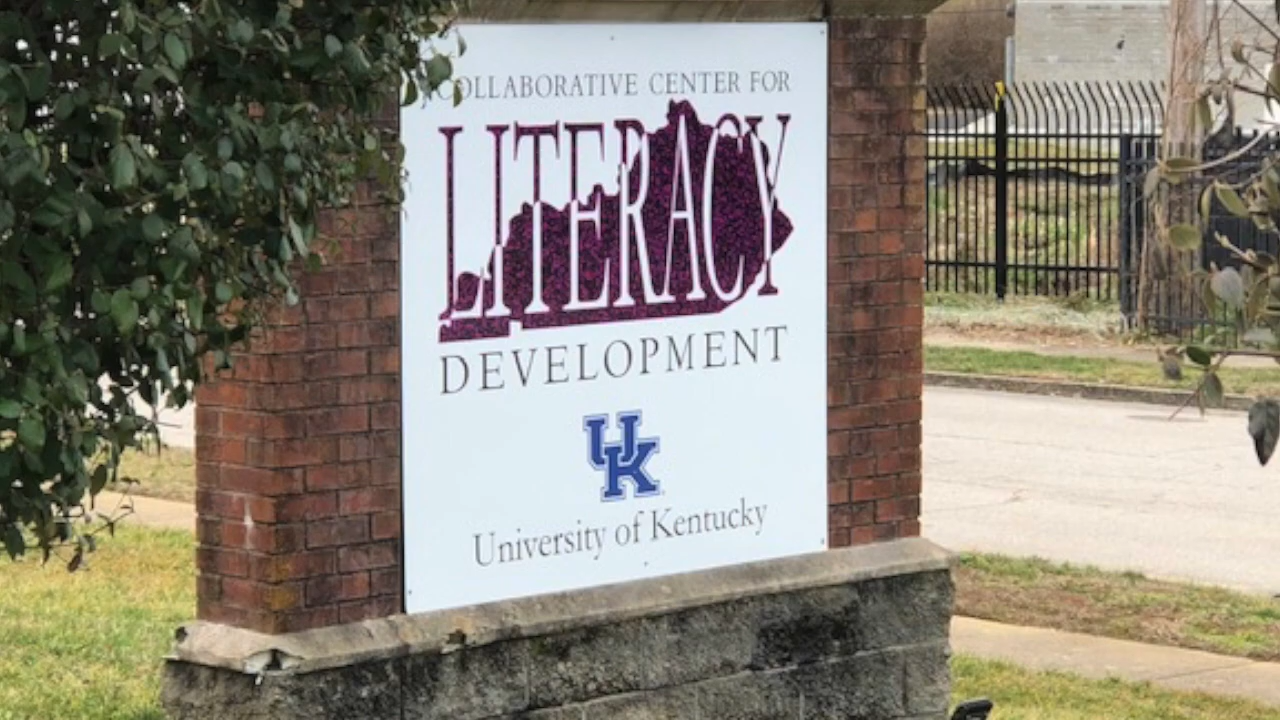 COLLABORATIVE CENTER FOR
LITERACY
DEVELOPMENT
UK
University of Kentucky